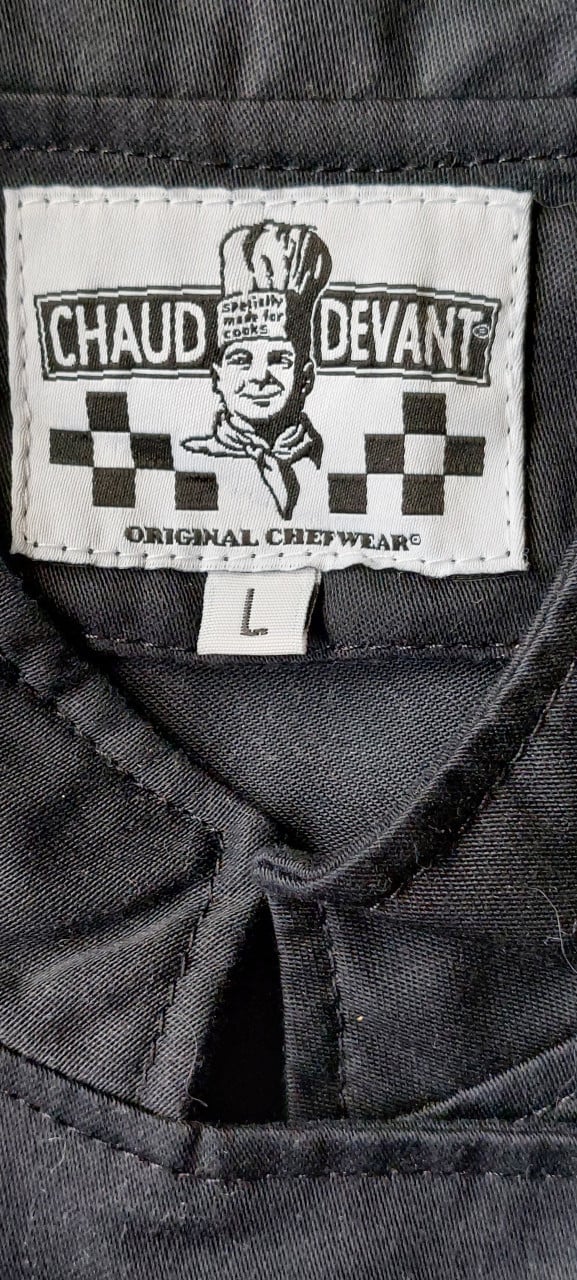 specially
made for
cooks
CHAUD DEVANT®
ORIGINAL CHEFWEAR©
L